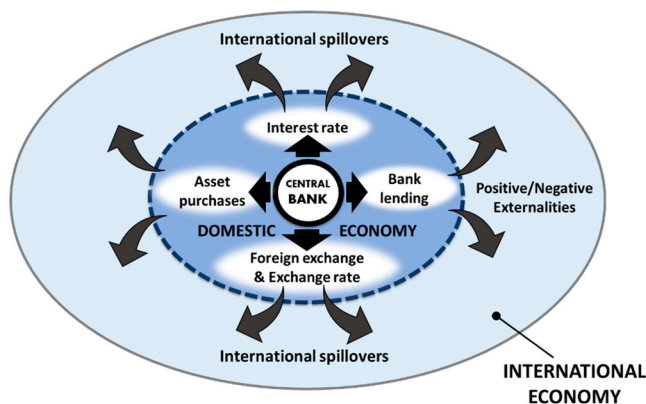 International spillovers
Interest rate
Asset
purchases
CENTRAL
BANK
Bank
lending
Positive/Negative
Externalities
DOMESTIC
ECONOMY
Foreign exchange
& Exchange rate
International spillovers
INTERNATIONAL
ECONOMY